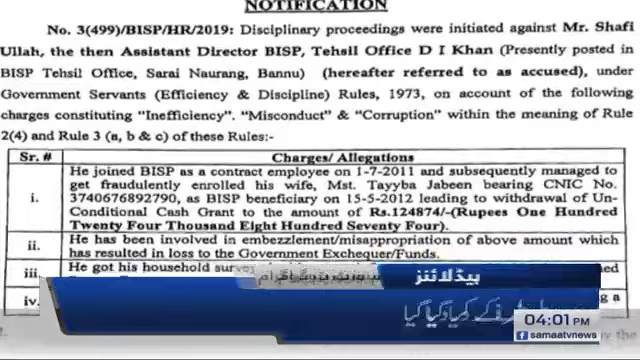 NOTIFICATION
No. 3(499)/BISP/HR/2019: Disciplinary proceedings were initiated against Mr. Shafi
Ullah, the then Assistant Director BISP, Tehsil Office D I Khan (Presently posted in
BISP Tehsil Office, Sarai Naurang, Bannu) (hereafter referred to as accused), under
Government Servants (Efficiency & Discipline) Rules, 1973, on account of the following
charges constituting "Inefficiency". "Misconduct" & "Corruption" within the meaning of Rule
2(4) and Rule 3 (a, b & c) of these Rules:-
Sr. # Charges/ Allegations
i. He joined BISP as a contract employee on 1-7-2011 and subsequently managed to
get fraudulently enrolled his wife, Mst. Tayyba Jabeen bearing CNIC No.
3740676892790, as BISP beneficiary on 15-5-2012 leading to withdrawal of Un-
Conditional Cash Grant to the amount of Rs.124874/-(Rupees One Hundred
Twenty Four Thousand Eight Hundred Seventy Four).
ii. He has been involved in embezzlement/misappropriation of above amount which
has resulted in loss to the Government Exchequer/Funds.
iii He got his household surve
ہیڈلائنز
iv.
04:01 PM
samaatvnews